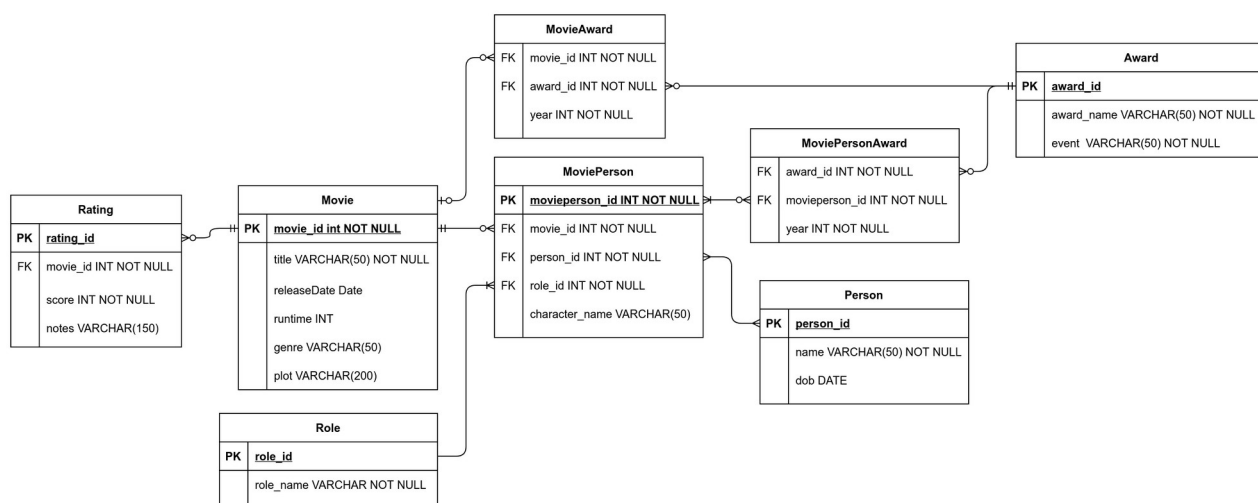 MovieAward
FK movie_id INT NOT NULL
FK award_id INT NOT NULL
year INT NOT NULL
Award
PK award_id
award_name VARCHAR(50) NOT NULL
event VARCHAR(50) NOT NULL
MoviePersonAward
FK award_id INT NOT NULL
FK movieperson_id INT NOT NULL
year INT NOT NULL
MoviePerson
PK movieperson_id INT NOT NULL
FK movie_id INT NOT NULL
FK person_id INT NOT NULL
FK role_id INT NOT NULL
character_name VARCHAR(50)
Rating
PK rating_id
FK movie_id INT NOT NULL
score INT NOT NULL
notes VARCHAR(150)
Movie
PK movie_id int NOT NULL
title VARCHAR(50) NOT NULL
releaseDate Date
runtime INT
genre VARCHAR(50)
plot VARCHAR(200)
Person
PK person_id
name VARCHAR(50) NOT NULL
dob DATE
Role
PK role_id
role_name VARCHAR NOT NULL